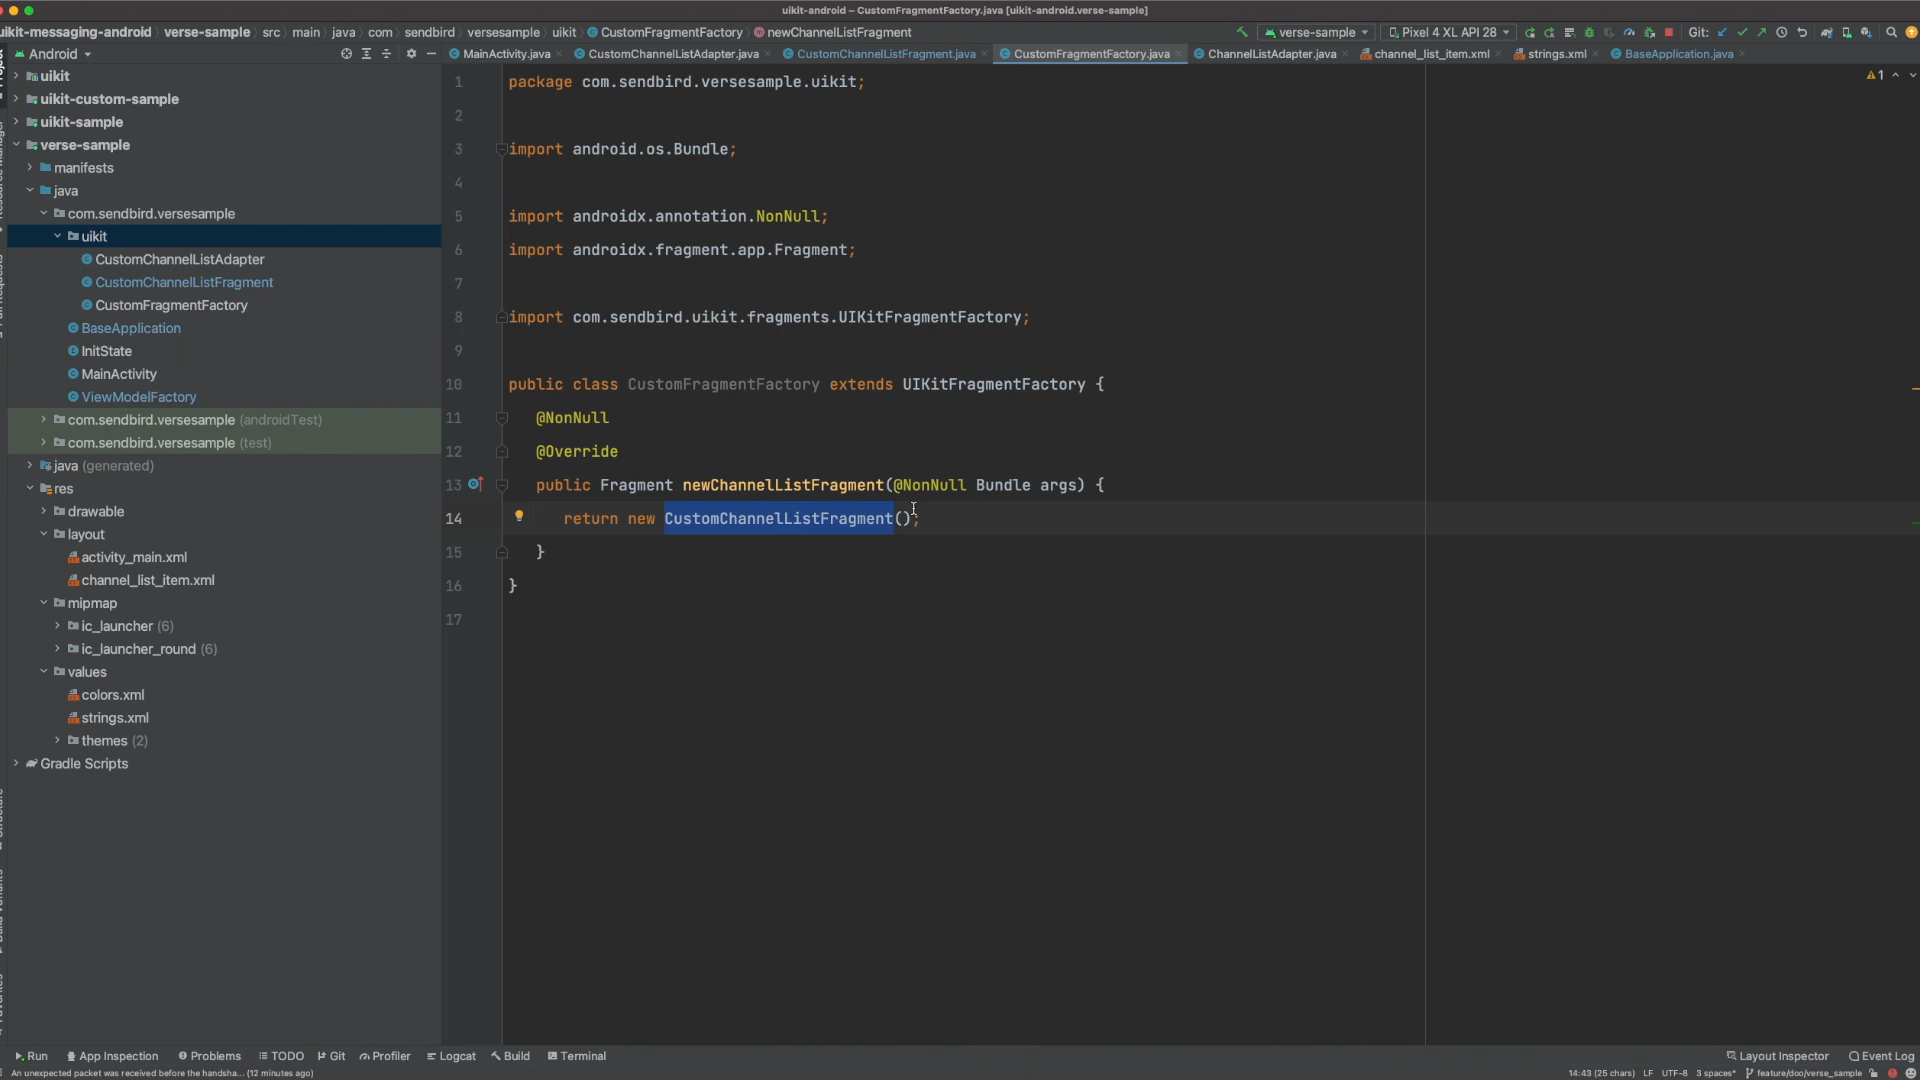 uikit-android – CustomFragmentFactory.java [uikit-android.verse-sample]
uikit-messaging-android verse-sample src main java com sendbird versesample uikit CustomFragmentFactory newChannelListFragment
verse-sample Pixel 4 XL API 28 Git:
Android
MainActivity.java CustomChannelListAdapter.java CustomChannelListFragment.java CustomFragmentFactory.java ChannelListAdapter.java channel_list_item.xml strings.xml BaseApplication.java
uikit
uikit-custom-sample
uikit-sample
verse-sample
manifests
java
com.sendbird.versesample
uikit
CustomChannelListAdapter
CustomChannelListFragment
CustomFragmentFactory
BaseApplication
InitState
MainActivity
ViewModelFactory
com.sendbird.versesample (androidTest)
com.sendbird.versesample (test)
java (generated)
res
drawable
layout
activity_main.xml
channel_list_item.xml
mipmap
ic_launcher (6)
ic_launcher_round (6)
values
colors.xml
strings.xml
themes (2)
Gradle Scripts
1 package com.sendbird.versesample.uikit;
2
3 import android.os.Bundle;
4
5 import androidx.annotation.NonNull;
6 import androidx.fragment.app.Fragment;
7
8 import com.sendbird.uikit.fragments.UIKitFragmentFactory;
9
10 public class CustomFragmentFactory extends UIKitFragmentFactory {
11 @NonNull
12 @Override
13 public Fragment newChannelListFragment(@NonNull Bundle args) {
14 return new CustomChannelListFragment();
15 }
16 }
17
1
Run App Inspection Problems TODO Git Profiler Logcat Build Terminal
Layout Inspector Event Log
An unexpected packet was received before the handsha... (12 minutes ago)
14:43 (25 chars) LF UTF-8 3 spaces* feature/doo/verse_sample